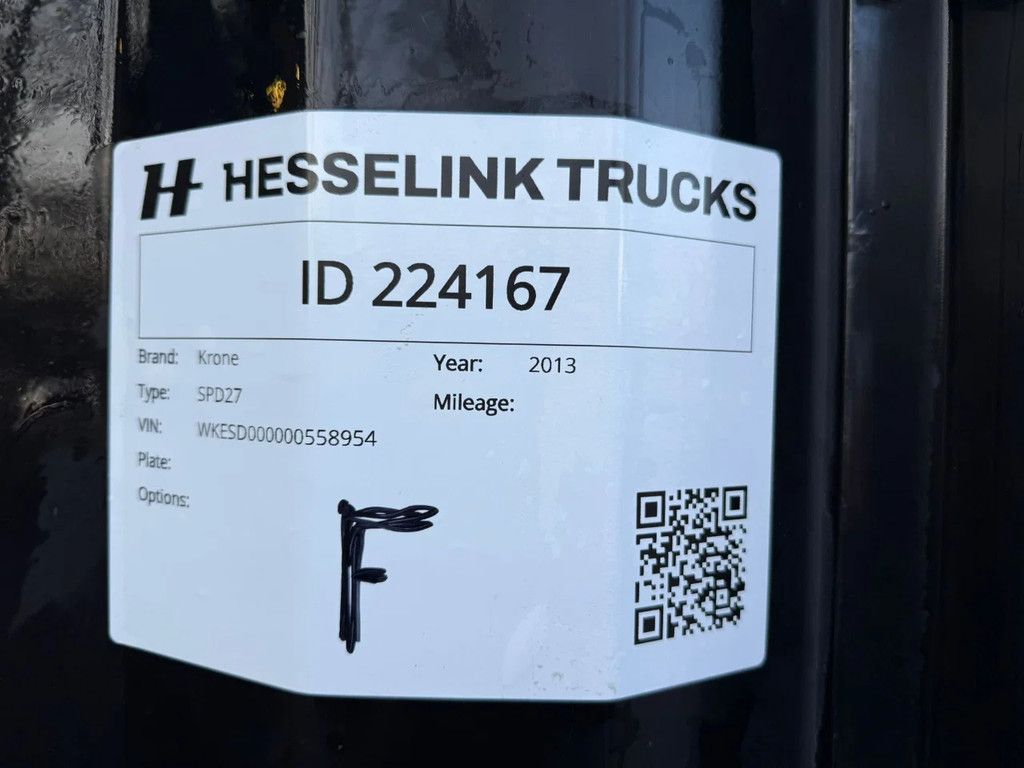 H HESSELINK TRUCKS
ID 224167
Brand: Krone
Year: 2013
Type: SPD27
Mileage:
VIN: WKESD000000558954
Plate:
Options:
F